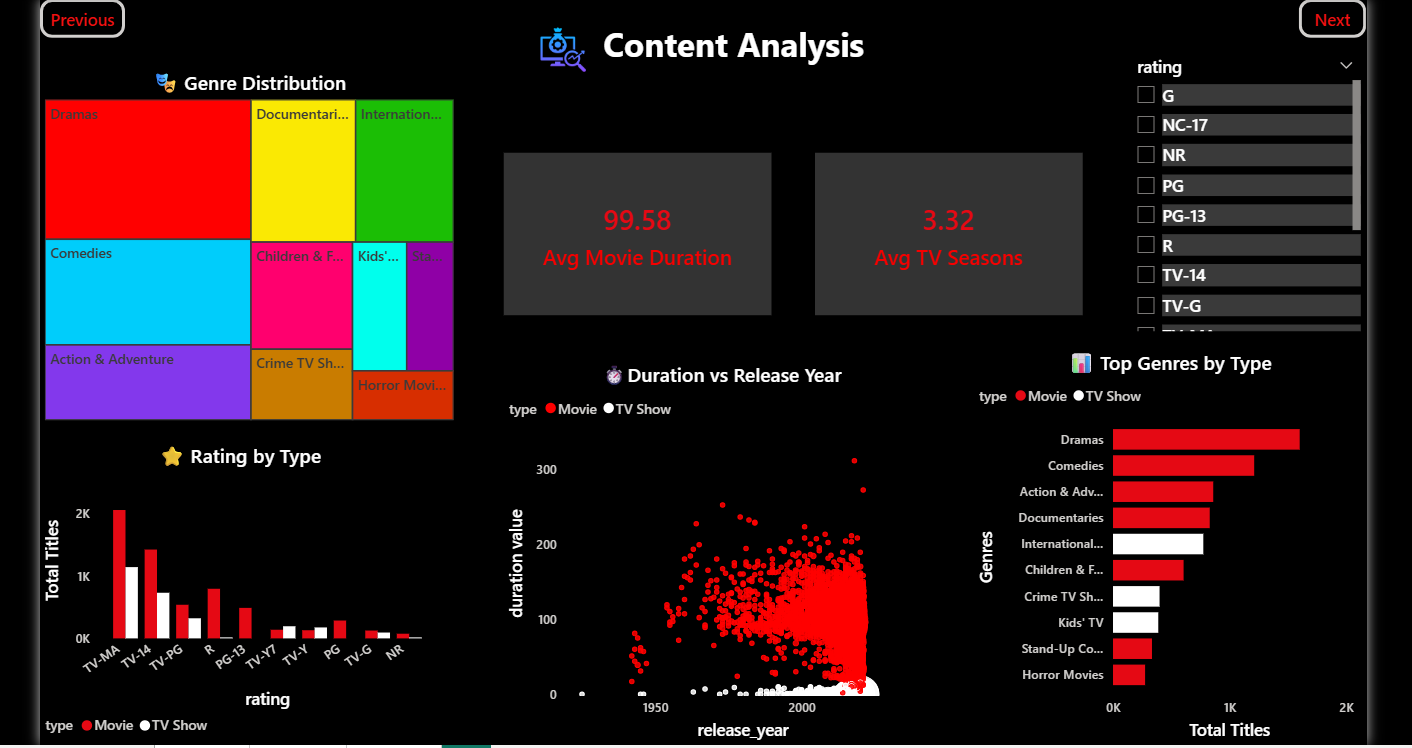 Previous
Next
Content Analysis
Genre Distribution
Dramas
Documentari...
Internation...
Comedies
Children & F...
Kids'...
Action & Adventure
Crime TV Sh...
Horror Movi...
99.58
Avg Movie Duration
3.32
Avg TV Seasons
rating
G
NC-17
NR
PG
PG-13
R
TV-14
TV-G
Rating by Type
Total Titles
2K
1K
0K
TV-MA
TV-14
TV-PG
R
PG-13
TV-Y7
TV-Y
PG
TV-G
NR
rating
type Movie TV Show
Duration vs Release Year
type Movie TV Show
duration value
300
200
100
0
1950 2000
release_year
Top Genres by Type
type Movie TV Show
Genres
Dramas
Comedies
Action & Adv...
Documentaries
International...
Children & F...
Crime TV Sh...
Kids' TV
Stand-Up Co...
Horror Movies
0K 1K 2K
Total Titles